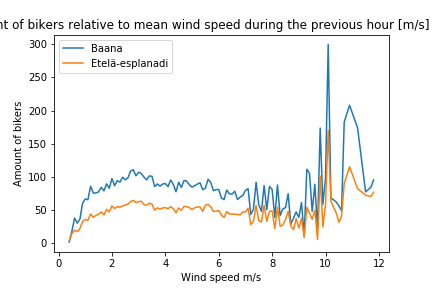 nt of bikers relative to mean wind speed during the previous hour [m/s]
Baana
Etelä-esplanadi
300
250
200
150
100
50
0
Amount of bikers
0 2 4 6 8 10 12
Wind speed m/s